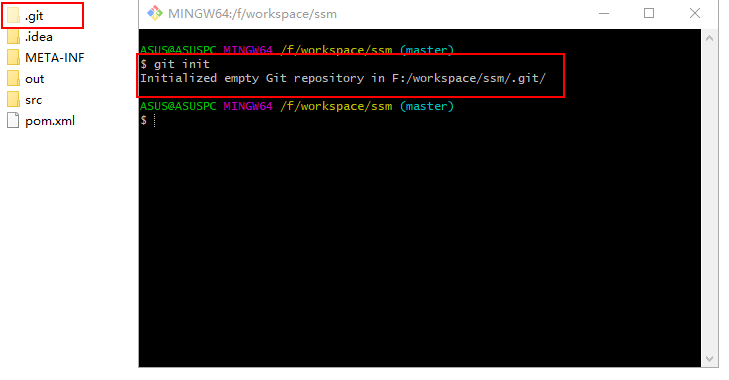 .git
.idea
META-INF
out
src
pom.xml
MINGW64:/f/workspace/ssm
ASUS@ASUSPC MINGW64 /f/workspace/ssm (master)
$ git init
Initialized empty Git repository in F:/workspace/ssm/.git/
ASUS@ASUSPC MINGW64 /f/workspace/ssm (master)
$